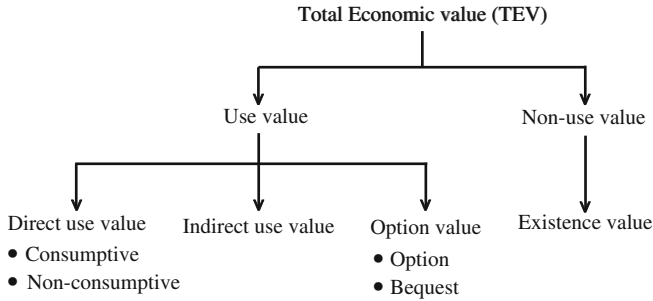 Total Economic value (TEV)
Use value
Non-use value
Direct use value
• Consumptive
• Non-consumptive
Indirect use value
Option value
• Option
• Bequest
Existence value